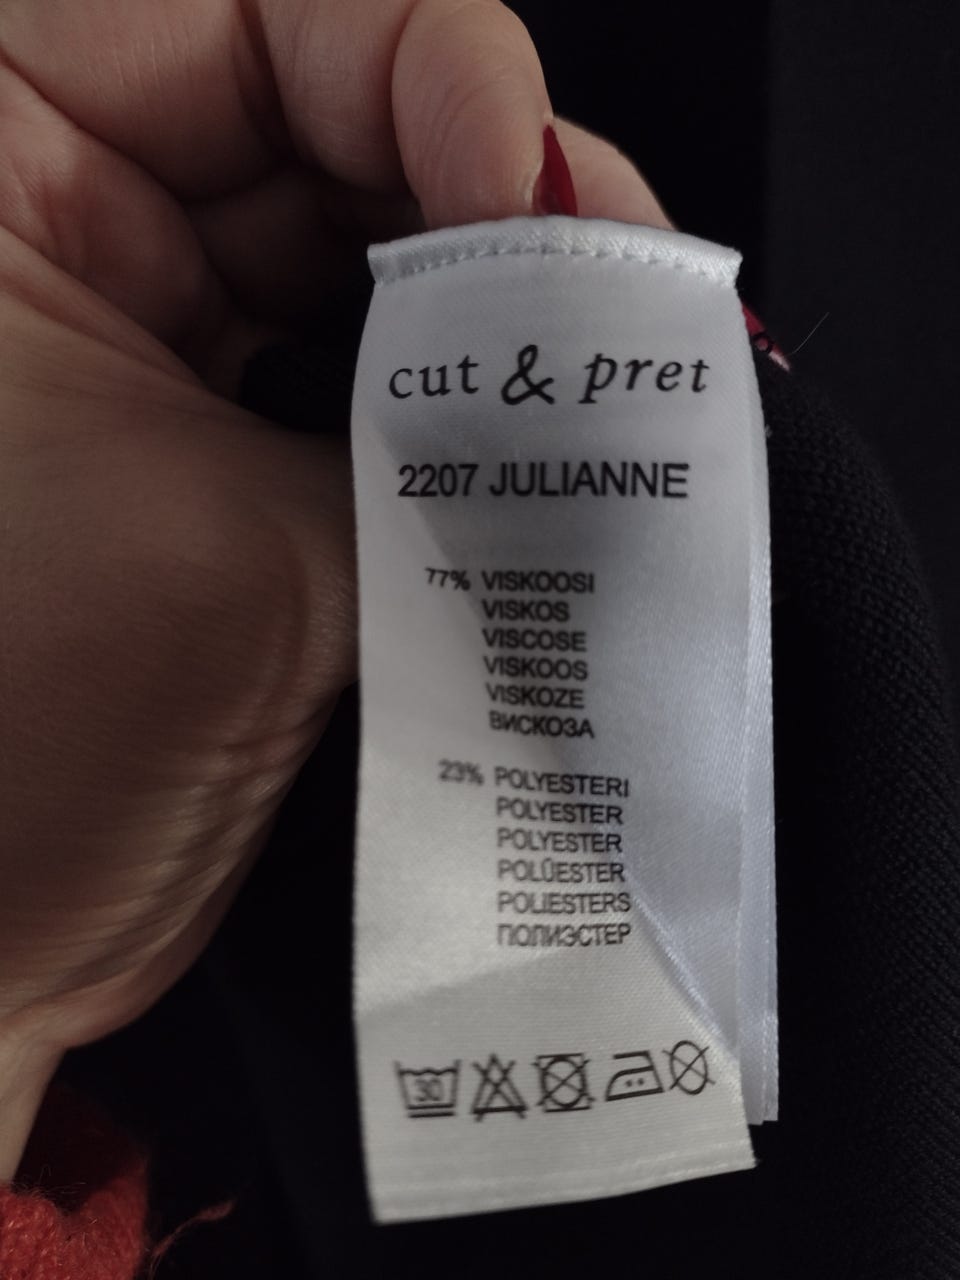 cut & pret
2207 JULIANNE
77% VISKOOSI
VISKOS
VISCOSE
VISKOOS
VISKOZE
ВИСКОЗА
23% POLYESTERI
POLYESTER
POLYESTER
POLÜESTER
POLIESTERS
ПОЛИЭСТЕР
30